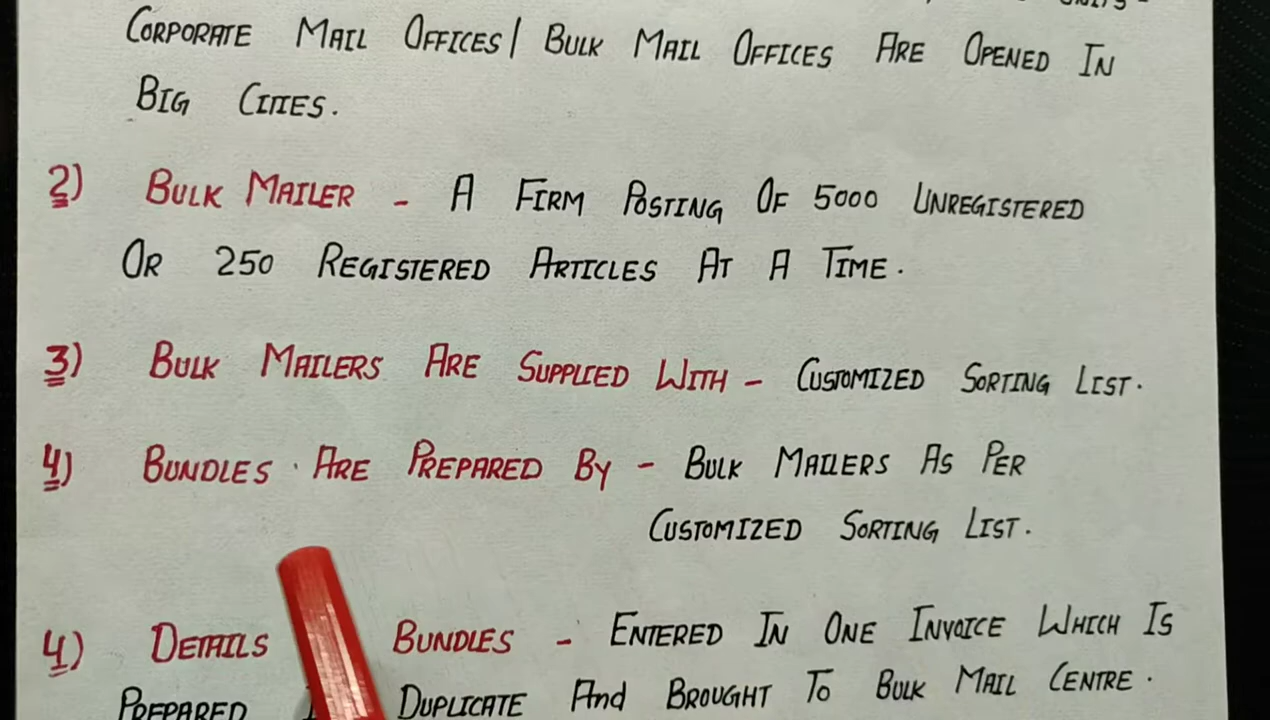 UNITS -
CORPORATE MAIL OFFICES/ BULK MAIL OFFICES ARE OPENED IN
BIG CITIES.
2) BULK MAILER - A FIRM POSTING OF 5000 UNREGISTERED
OR 250 REGISTERED ARTICLES AT A TIME.
3) BULK MAILERS ARE SUPPLIED WITH - CUSTOMIZED SORTING LIST.
4) BUNDLES ARE PREPARED BY - BULK MAILERS AS PER
CUSTOMIZED SORTING LIST.
4) DETAILS BUNDLES - ENTERED IN ONE INVOICE WHICH IS
PREPARED DUPLICATE And BROUGHT TO BULK MAIL CENTRE.